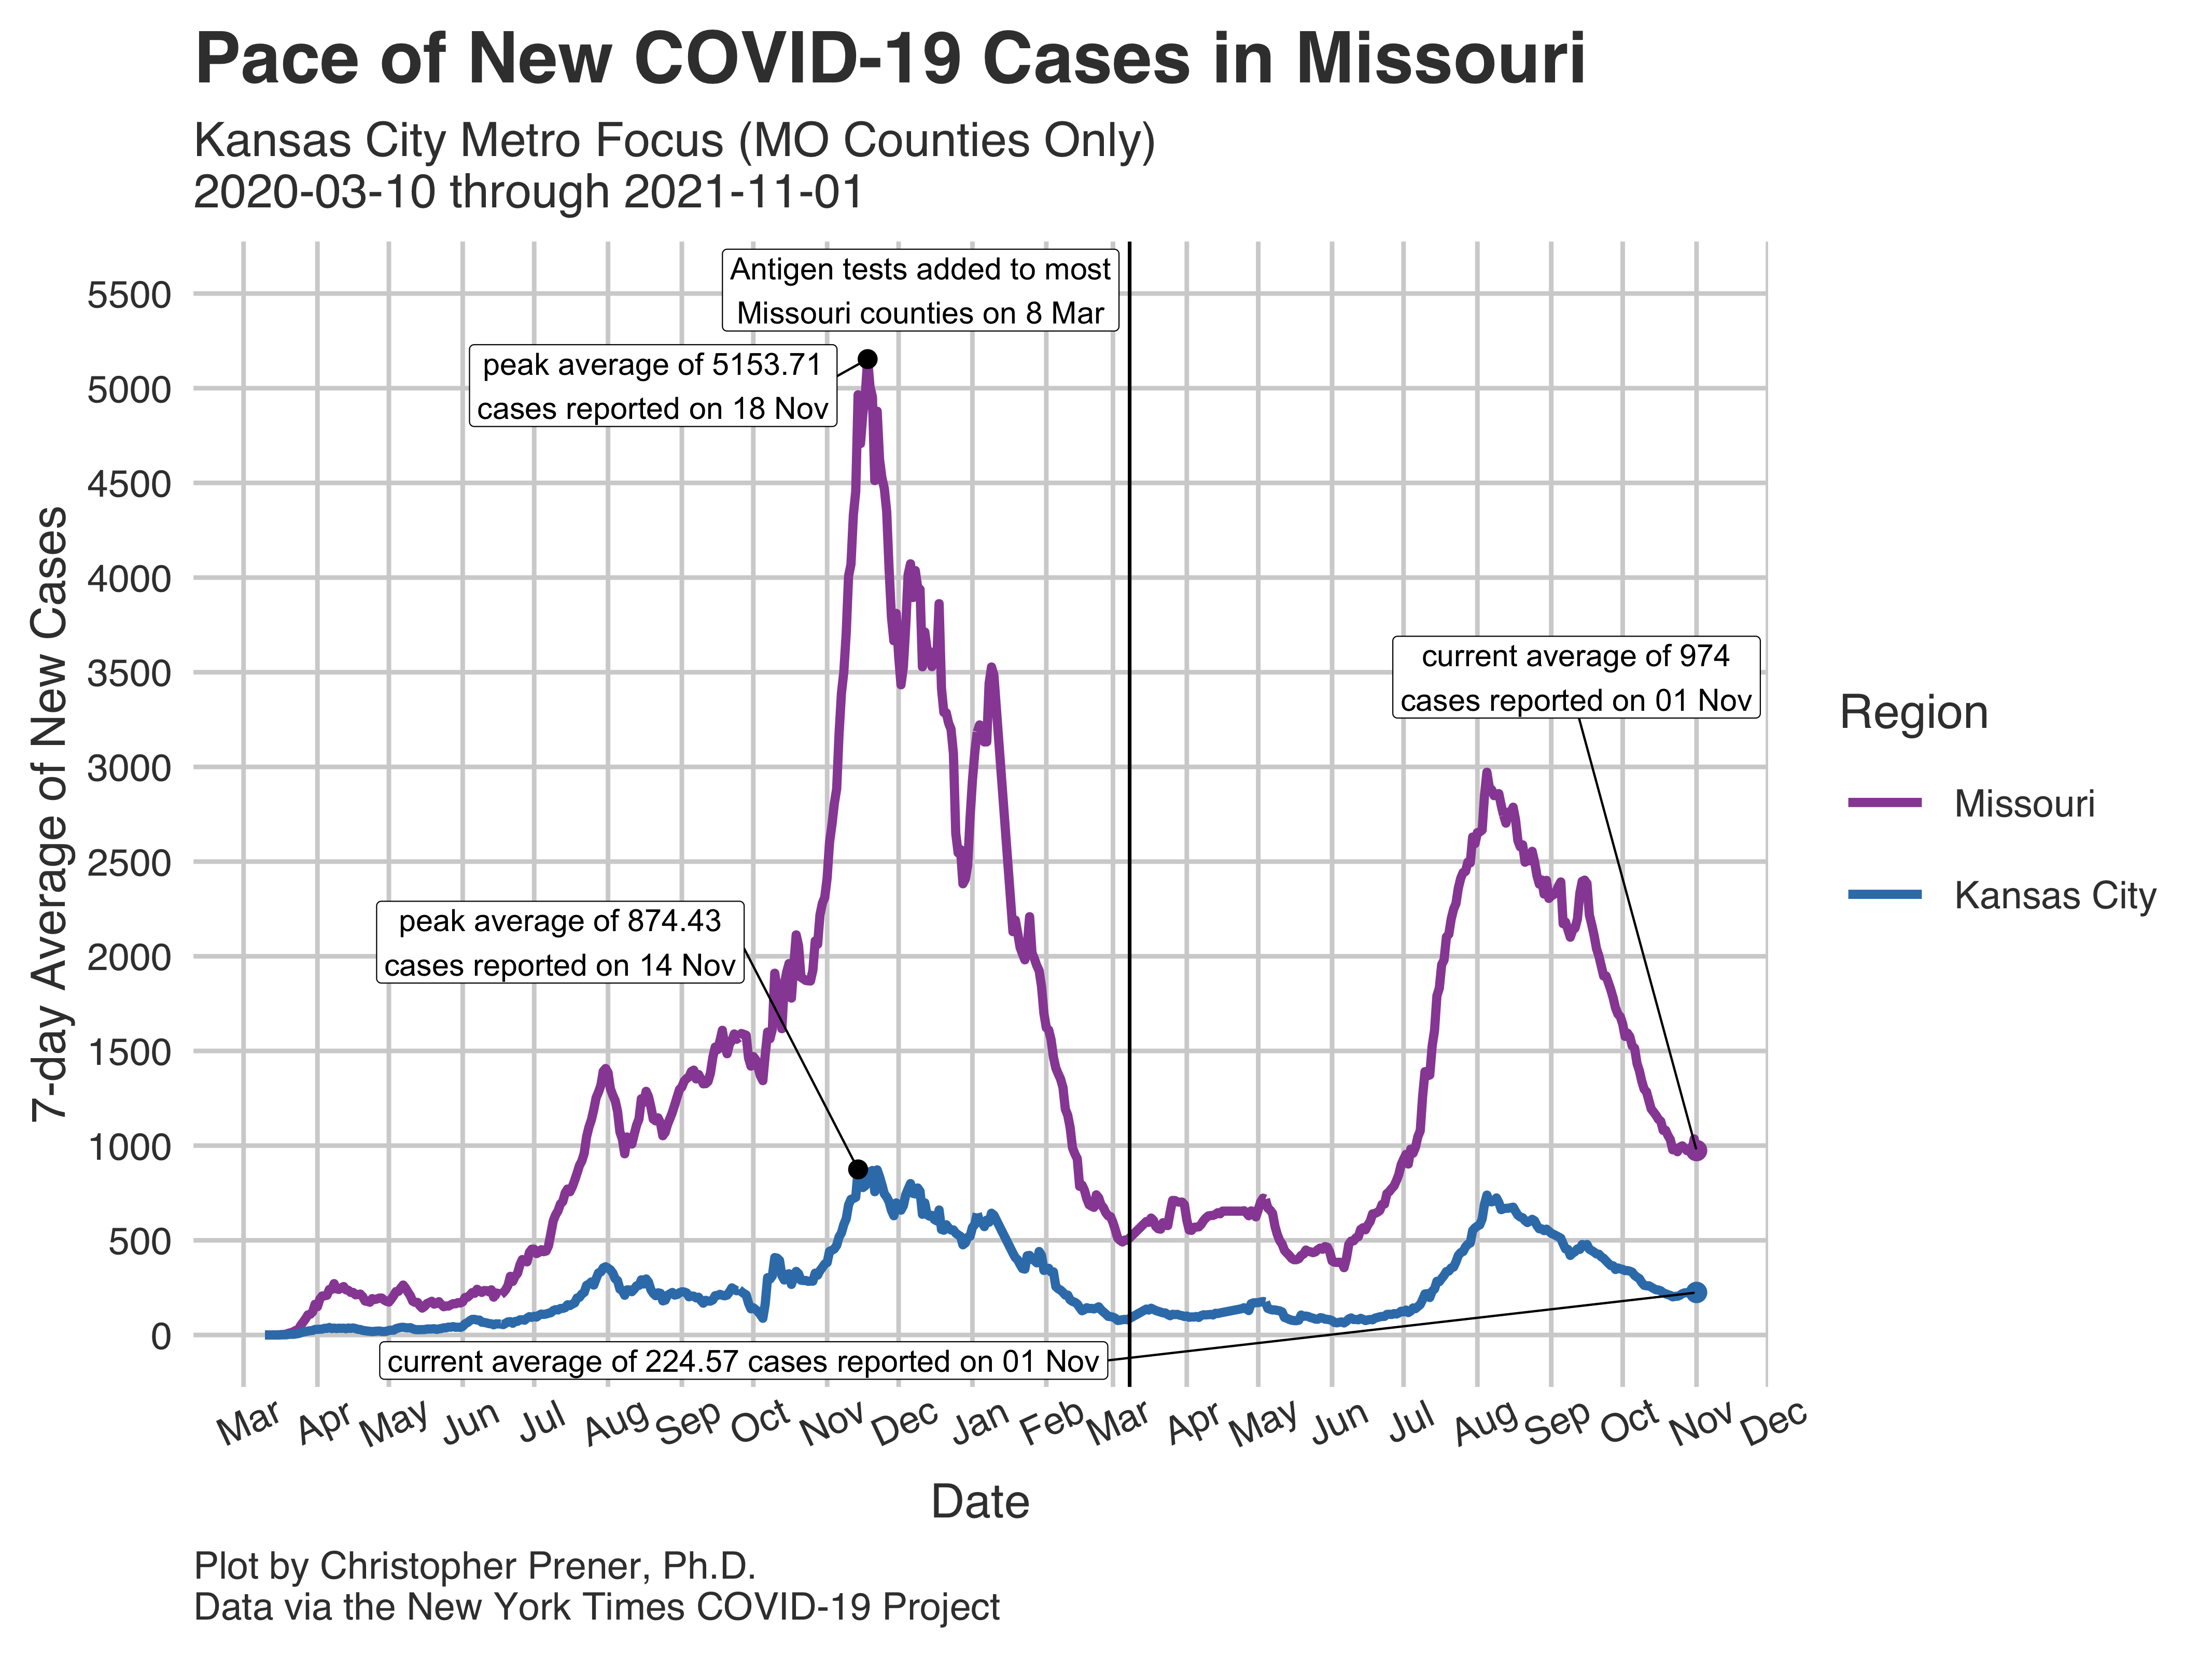 Pace of New COVID-19 Cases in Missouri
Kansas City Metro Focus (MO Counties Only)
2020-03-10 through 2021-11-01
7-day Average of New Cases
5500
5000
4500
4000
3500
3000
2500
2000
1500
1000
500
0
Antigen tests added to most
Missouri counties on 8 Mar
peak average of 5153.71
cases reported on 18 Nov
current average of 974
cases reported on 01 Nov
peak average of 874.43
cases reported on 14 Nov
current average of 224.57 cases reported on 01 Nov
Region
Missouri
Kansas City
Mar Apr May Jun Jul Aug Sep Oct Nov Dec Jan Feb Mar Apr May Jun Jul Aug Sep Oct Nov Dec
Date
Plot by Christopher Prener, Ph.D.
Data via the New York Times COVID-19 Project